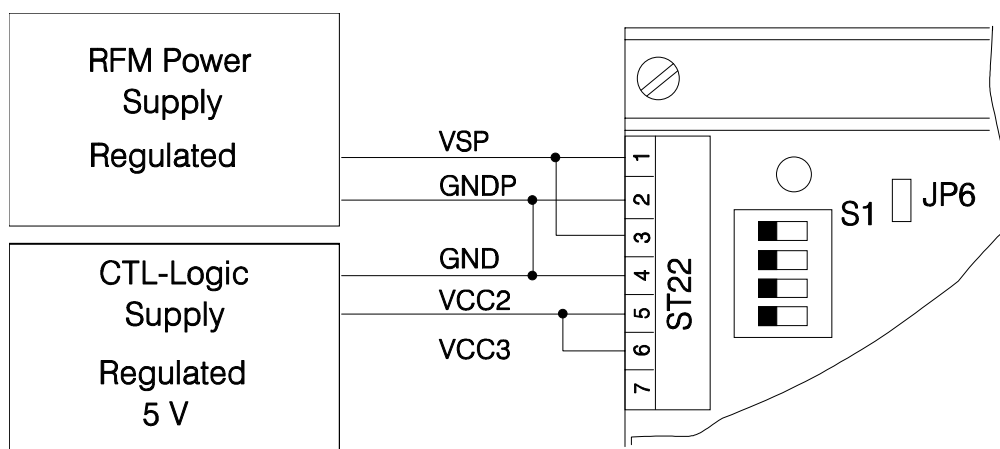 RFM Power
Supply
Regulated
CTL-Logic
Supply
Regulated
5 V
VSP
GNDP
GND
VCC2
VCC3
1
2
3
4
5
6
7
ST22
S1
JP6